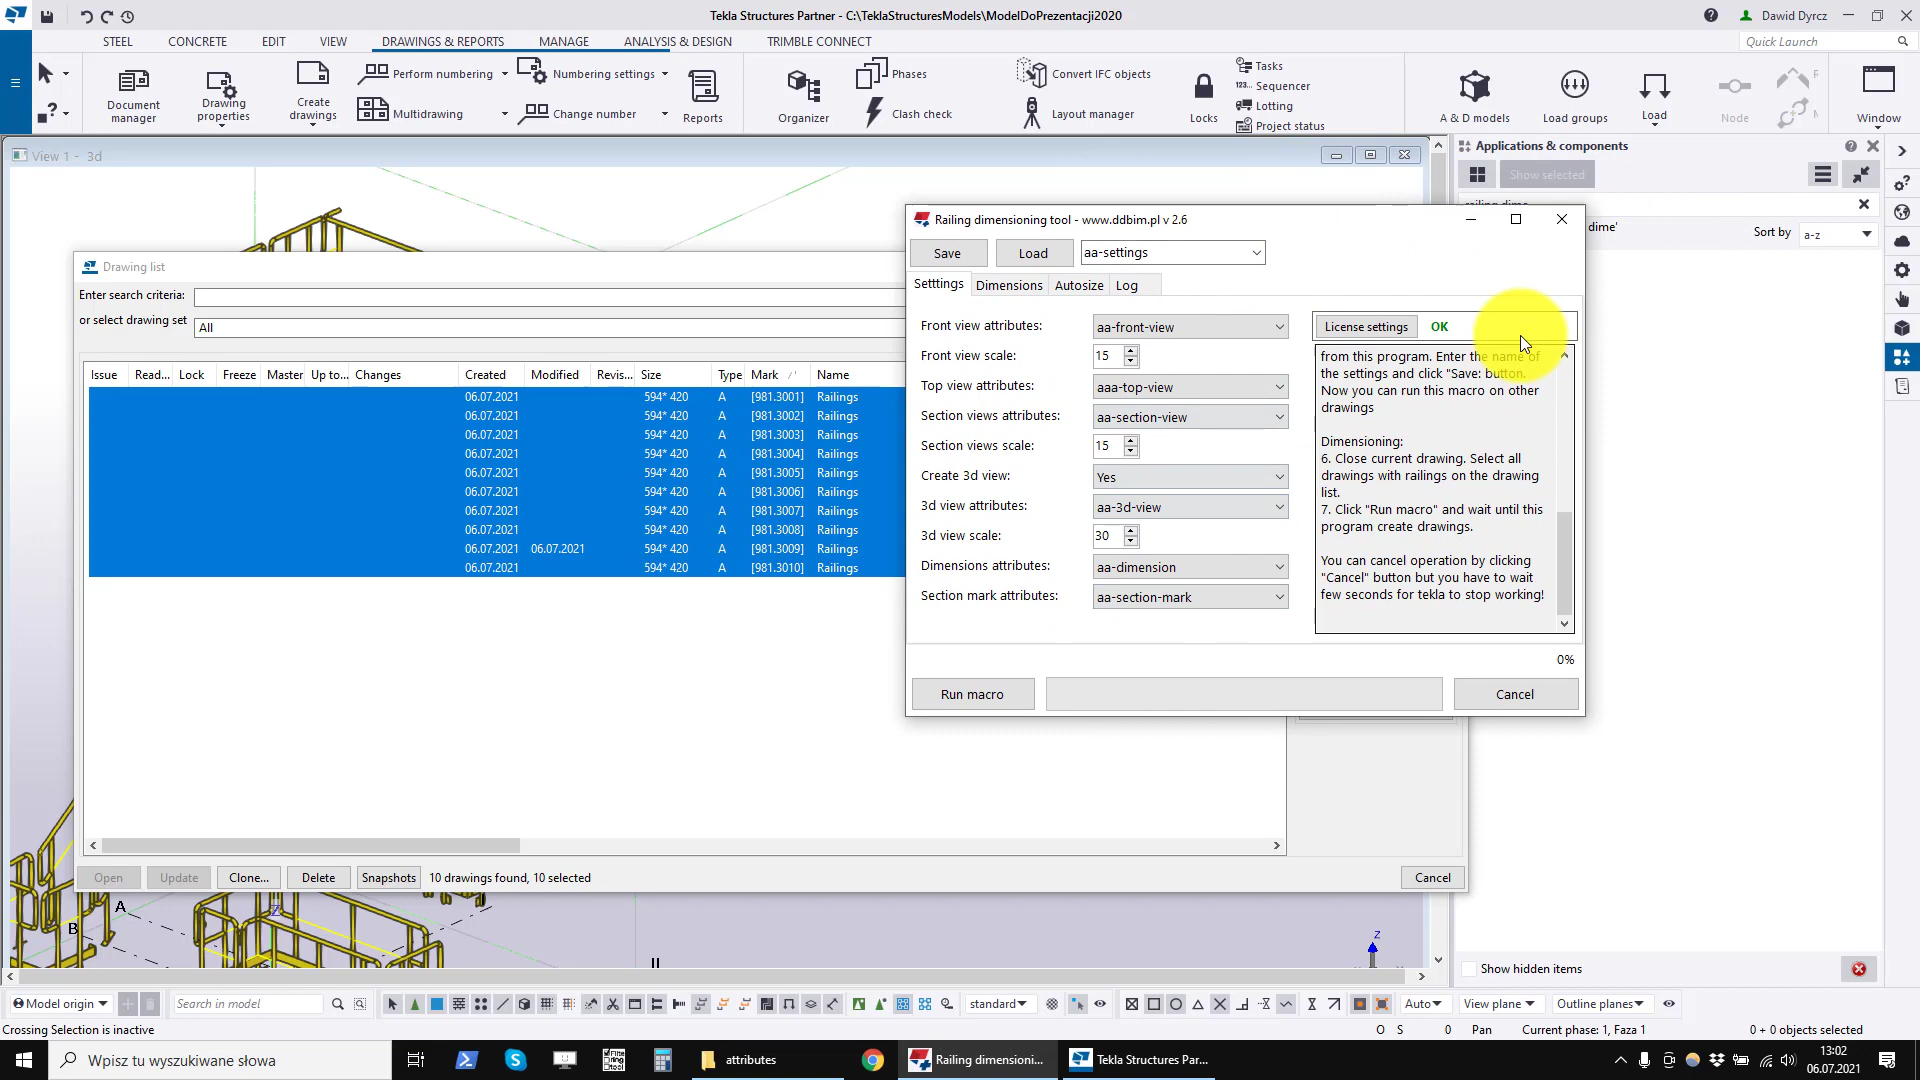 Tekla Structures Partner - C:\TeklaStructuresModels\ModelDoPrezentacji2020
Dawid Dyrcz
STEEL CONCRETE EDIT VIEW DRAWINGS & REPORTS MANAGE ANALYSIS & DESIGN TRIMBLE CONNECT
Quick Launch
Document manager
Drawing properties
Create drawings
Perform numbering
Multidrawing
Numbering settings
Change number
Reports
Organizer
Phases
Clash check
Convert IFC objects
Layout manager
Locks
Tasks
Sequencer
Lotting
Project status
A & D models
Load groups
Load
Node
Window
View 1 - 3d
Applications & components
Show selected
railing dime
dime'
Sort by a-z
Drawing list
Enter search criteria:
or select drawing set All
Issue Read... Lock Freeze Master Up to... Changes Created Modified Revis... Size Type Mark Name
06.07.2021 594* 420 A [981.3001] Railings
06.07.2021 594* 420 A [981.3002] Railings
06.07.2021 594* 420 A [981.3003] Railings
06.07.2021 594* 420 A [981.3004] Railings
06.07.2021 594* 420 A [981.3005] Railings
06.07.2021 594* 420 A [981.3006] Railings
06.07.2021 594* 420 A [981.3007] Railings
06.07.2021 594* 420 A [981.3008] Railings
06.07.2021 06.07.2021 594* 420 A [981.3009] Railings
06.07.2021 594* 420 A [981.3010] Railings
Open Update Clone... Delete Snapshots 10 drawings found, 10 selected Cancel
Railing dimensioning tool - www.ddbim.pl v 2.6
Save Load aa-settings
Setttings Dimensions Autosize Log
Front view attributes: aa-front-view
Front view scale: 15
Top view attributes: aaa-top-view
Section views attributes: aa-section-view
Section views scale: 15
Create 3d view: Yes
3d view attributes: aa-3d-view
3d view scale: 30
Dimensions attributes: aa-dimension
Section mark attributes: aa-section-mark
License settings OK
from this program. Enter the name of
the settings and click "Save: button.
Now you can run this macro on other
drawings
Dimensioning:
6. Close current drawing. Select all
drawings with railings on the drawing
list.
7. Click "Run macro" and wait until this
program create drawings.
You can cancel operation by clicking
"Cancel" button but you have to wait
few seconds for tekla to stop working!
0%
Run macro Cancel
A
B
Z
Z
Show hidden items
Model origin Search in model standard Auto View plane Outline planes
Crossing Selection is inactive O S 0 Pan Current phase: 1, Faza 1 0 + 0 objects selected
Wpisz tu wyszukiwane słowa attributes Railing dimensioni... Tekla Structures Par...
13:02
06.07.2021